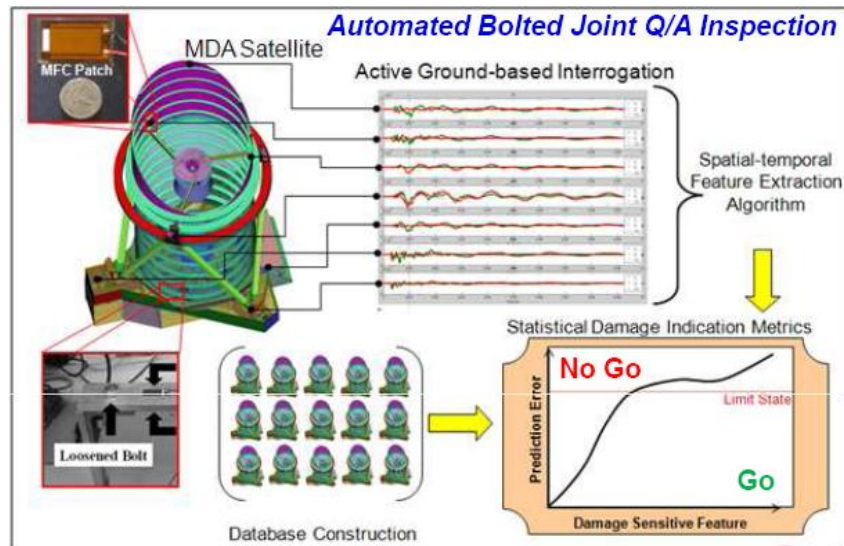 Automated Bolted Joint Q/A Inspection
MFC Patch
MDA Satellite
Active Ground-based Interrogation
Spatial-temporal
Feature Extraction
Algorithm
Statistical Damage Indication Metrics
No Go
Limit State
Go
Prediction Error
Damage Sensitive Feature
Loosened Bolt
Database Construction